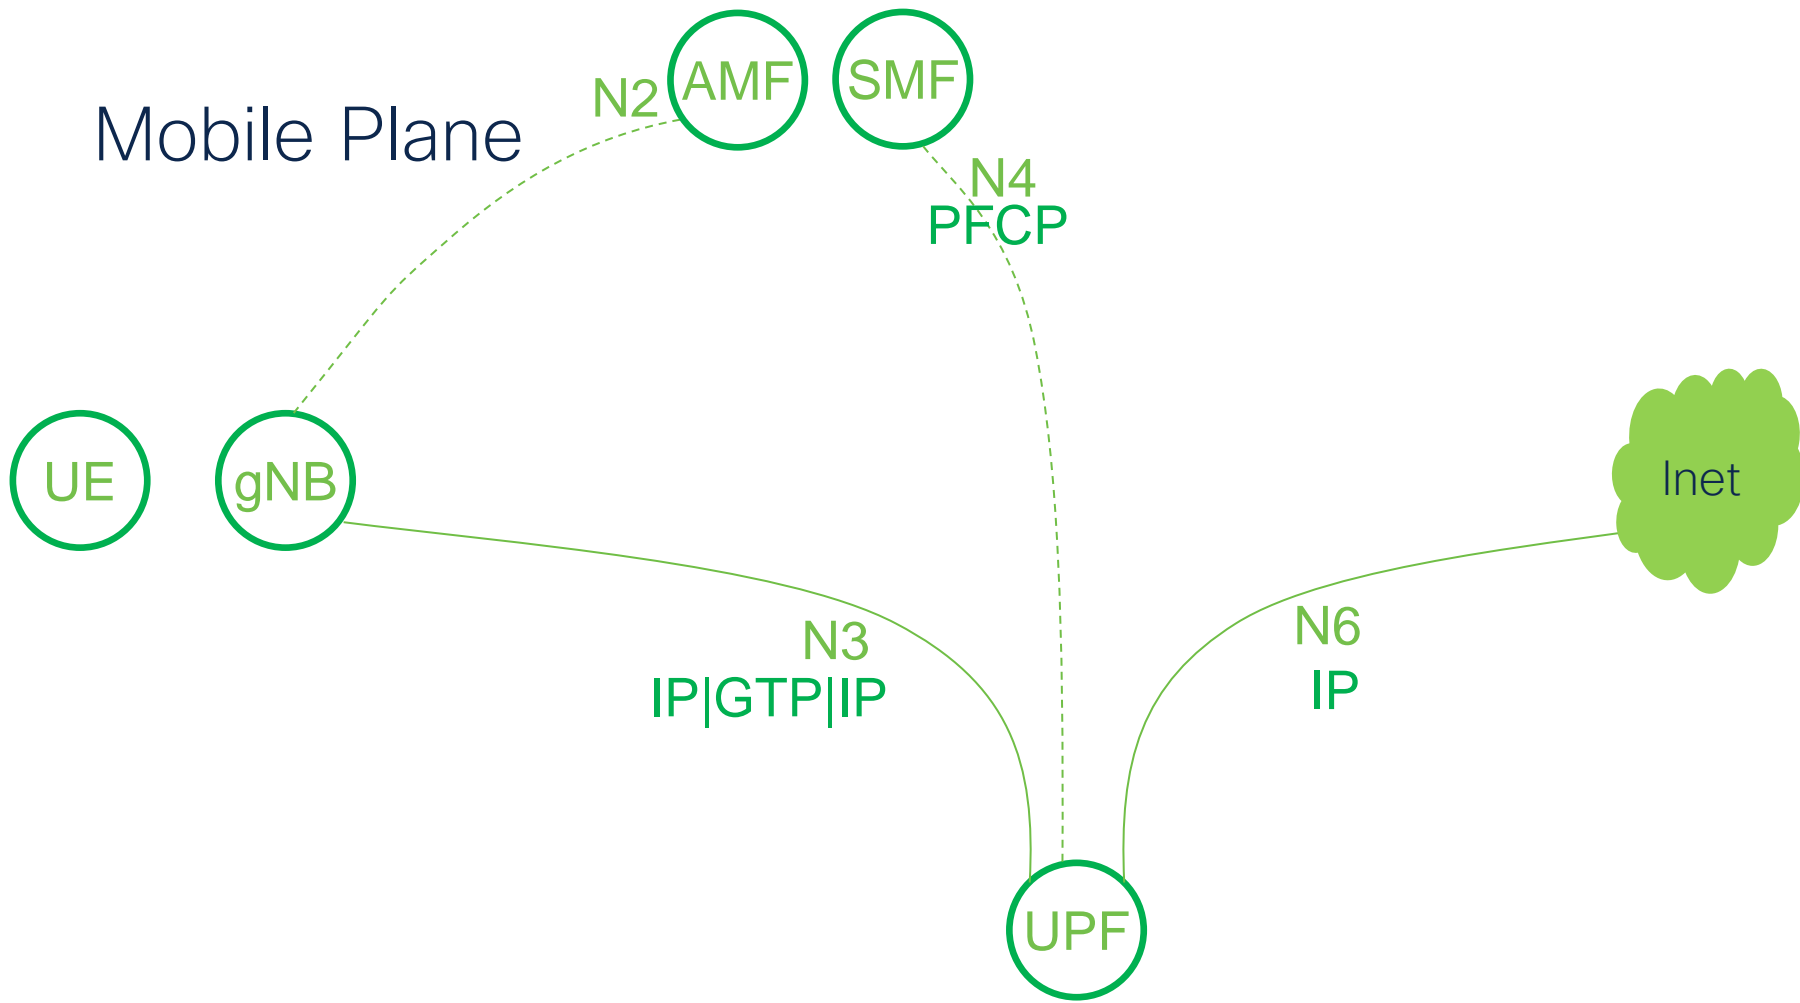 Mobile Plane
N2
AMF
SMF
N4
PFCP
UE
gNB
Inet
N3
IP|GTP|IP
N6
IP
UPF